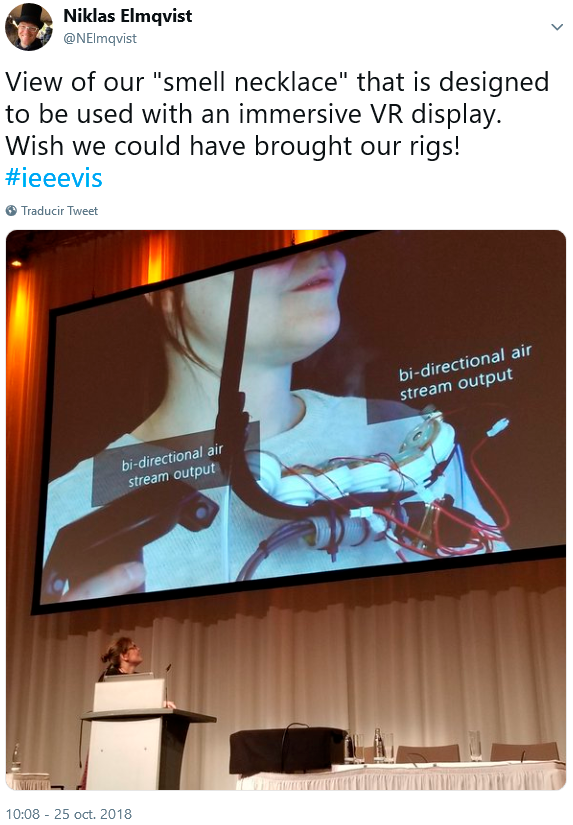 Niklas Elmqvist
@NElmqvist
View of our "smell necklace" that is designed
to be used with an immersive VR display.
Wish we could have brought our rigs!
#ieeevis
Traducir Tweet
bi-directional air
stream output
bi-directional air
stream output
10:08 - 25 oct. 2018